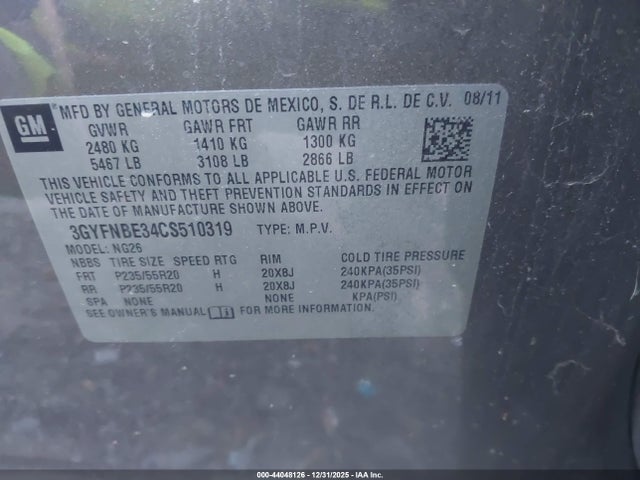 GM
MFD BY GENERAL MOTORS DE MEXICO, S. DE R.L. DE C.V. 08/11
GVWR GAWR FRT GAWR RR
2480 KG 1410 KG 1300 KG
5467 LB 3108 LB 2866 LB
THIS VEHICLE CONFORMS TO ALL APPLICABLE U.S. FEDERAL MOTOR
VEHICLE SAFETY AND THEFT PREVENTION STANDARDS IN EFFECT ON
THE DATE OF MANUFACTURE SHOWN ABOVE.
3GYFNBE34CS510319 TYPE: M.P.V.
MODEL: NG26
NBBS TIRE SIZE SPEED RTG RIM COLD TIRE PRESSURE
FRT P235/55R20 H 20X8J 240KPA(35PSI)
RR P235/55R20 H 20X8J 240KPA(35PSI)
SPA NONE NONE KPA(PSI)
SEE OWNER'S MANUAL FOR MORE INFORMATION.
000-44048126 - 12/31/2025 - IAA Inc.